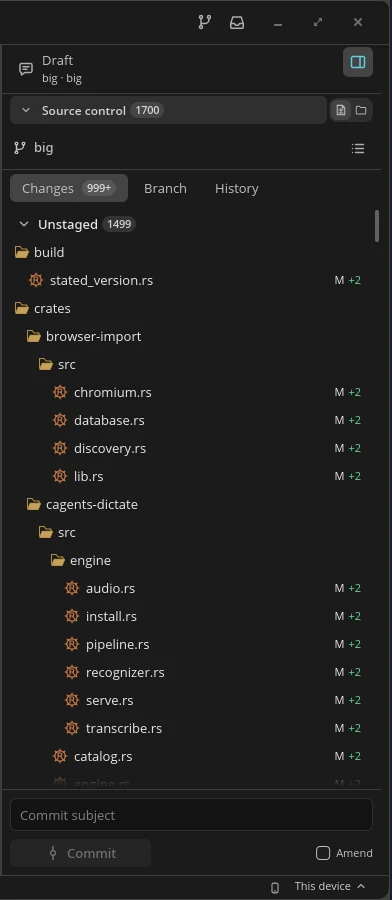 Draft
big · big
Source control 1700
big
Changes 999+ Branch History
Unstaged 1499
build
stated_version.rs M +2
crates
browser-import
src
chromium.rs M +2
database.rs M +2
discovery.rs M +2
lib.rs M +2
cagents-dictate
src
engine
audio.rs M +2
install.rs M +2
pipeline.rs M +2
recognizer.rs M +2
serve.rs M +2
transcribe.rs M +2
catalog.rs M +2
engine.rs M +2
Commit subject
Commit Amend
This device